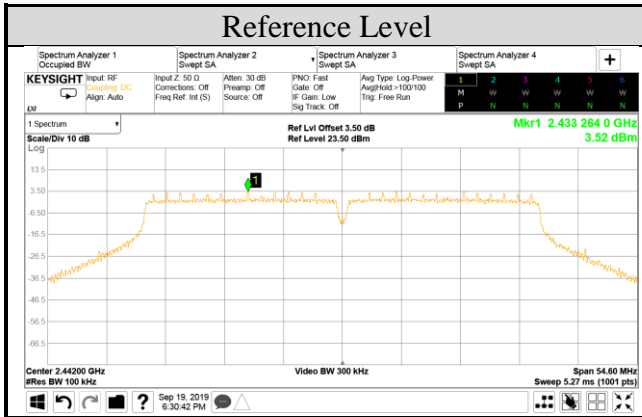 Reference Level
Spectrum Analyzer 1
Occupied BW
Spectrum Analyzer 2
Swept SA
Spectrum Analyzer 3
Swept SA
Spectrum Analyzer 4
Swept SA
+
KEYSIGHT
Input: RF
Coupling: DC
Align: Auto
Input Z: 50 Ω
Corrections: Off
Freq Ref: Int (S)
Atten: 30 dB
Preamp: Off
Source: Off
PNO: Fast
Gate: Off
IF Gain: Low
Sig Track: Off
Avg Type: Log-Power
Avg|Hold:>100/100
Trig: Free Run
1 2 3 4 5 6
M W W W W W
P N N N N N
LXI
1 Spectrum
Scale/Div 10 dB
Ref Lvl Offset 3.50 dB
Ref Level 23.50 dBm
Mkr1 2.433 264 0 GHz
3.52 dBm
Log
1
13.5
3.50
-6.50
-16.5
-26.5
-36.5
-46.5
-56.5
-66.5
Center 2.44200 GHz
#Res BW 100 kHz
Video BW 300 kHz
Span 54.60 MHz
Sweep 5.27 ms (1001 pts)
?
Sep 19, 2019
6:30:42 PM